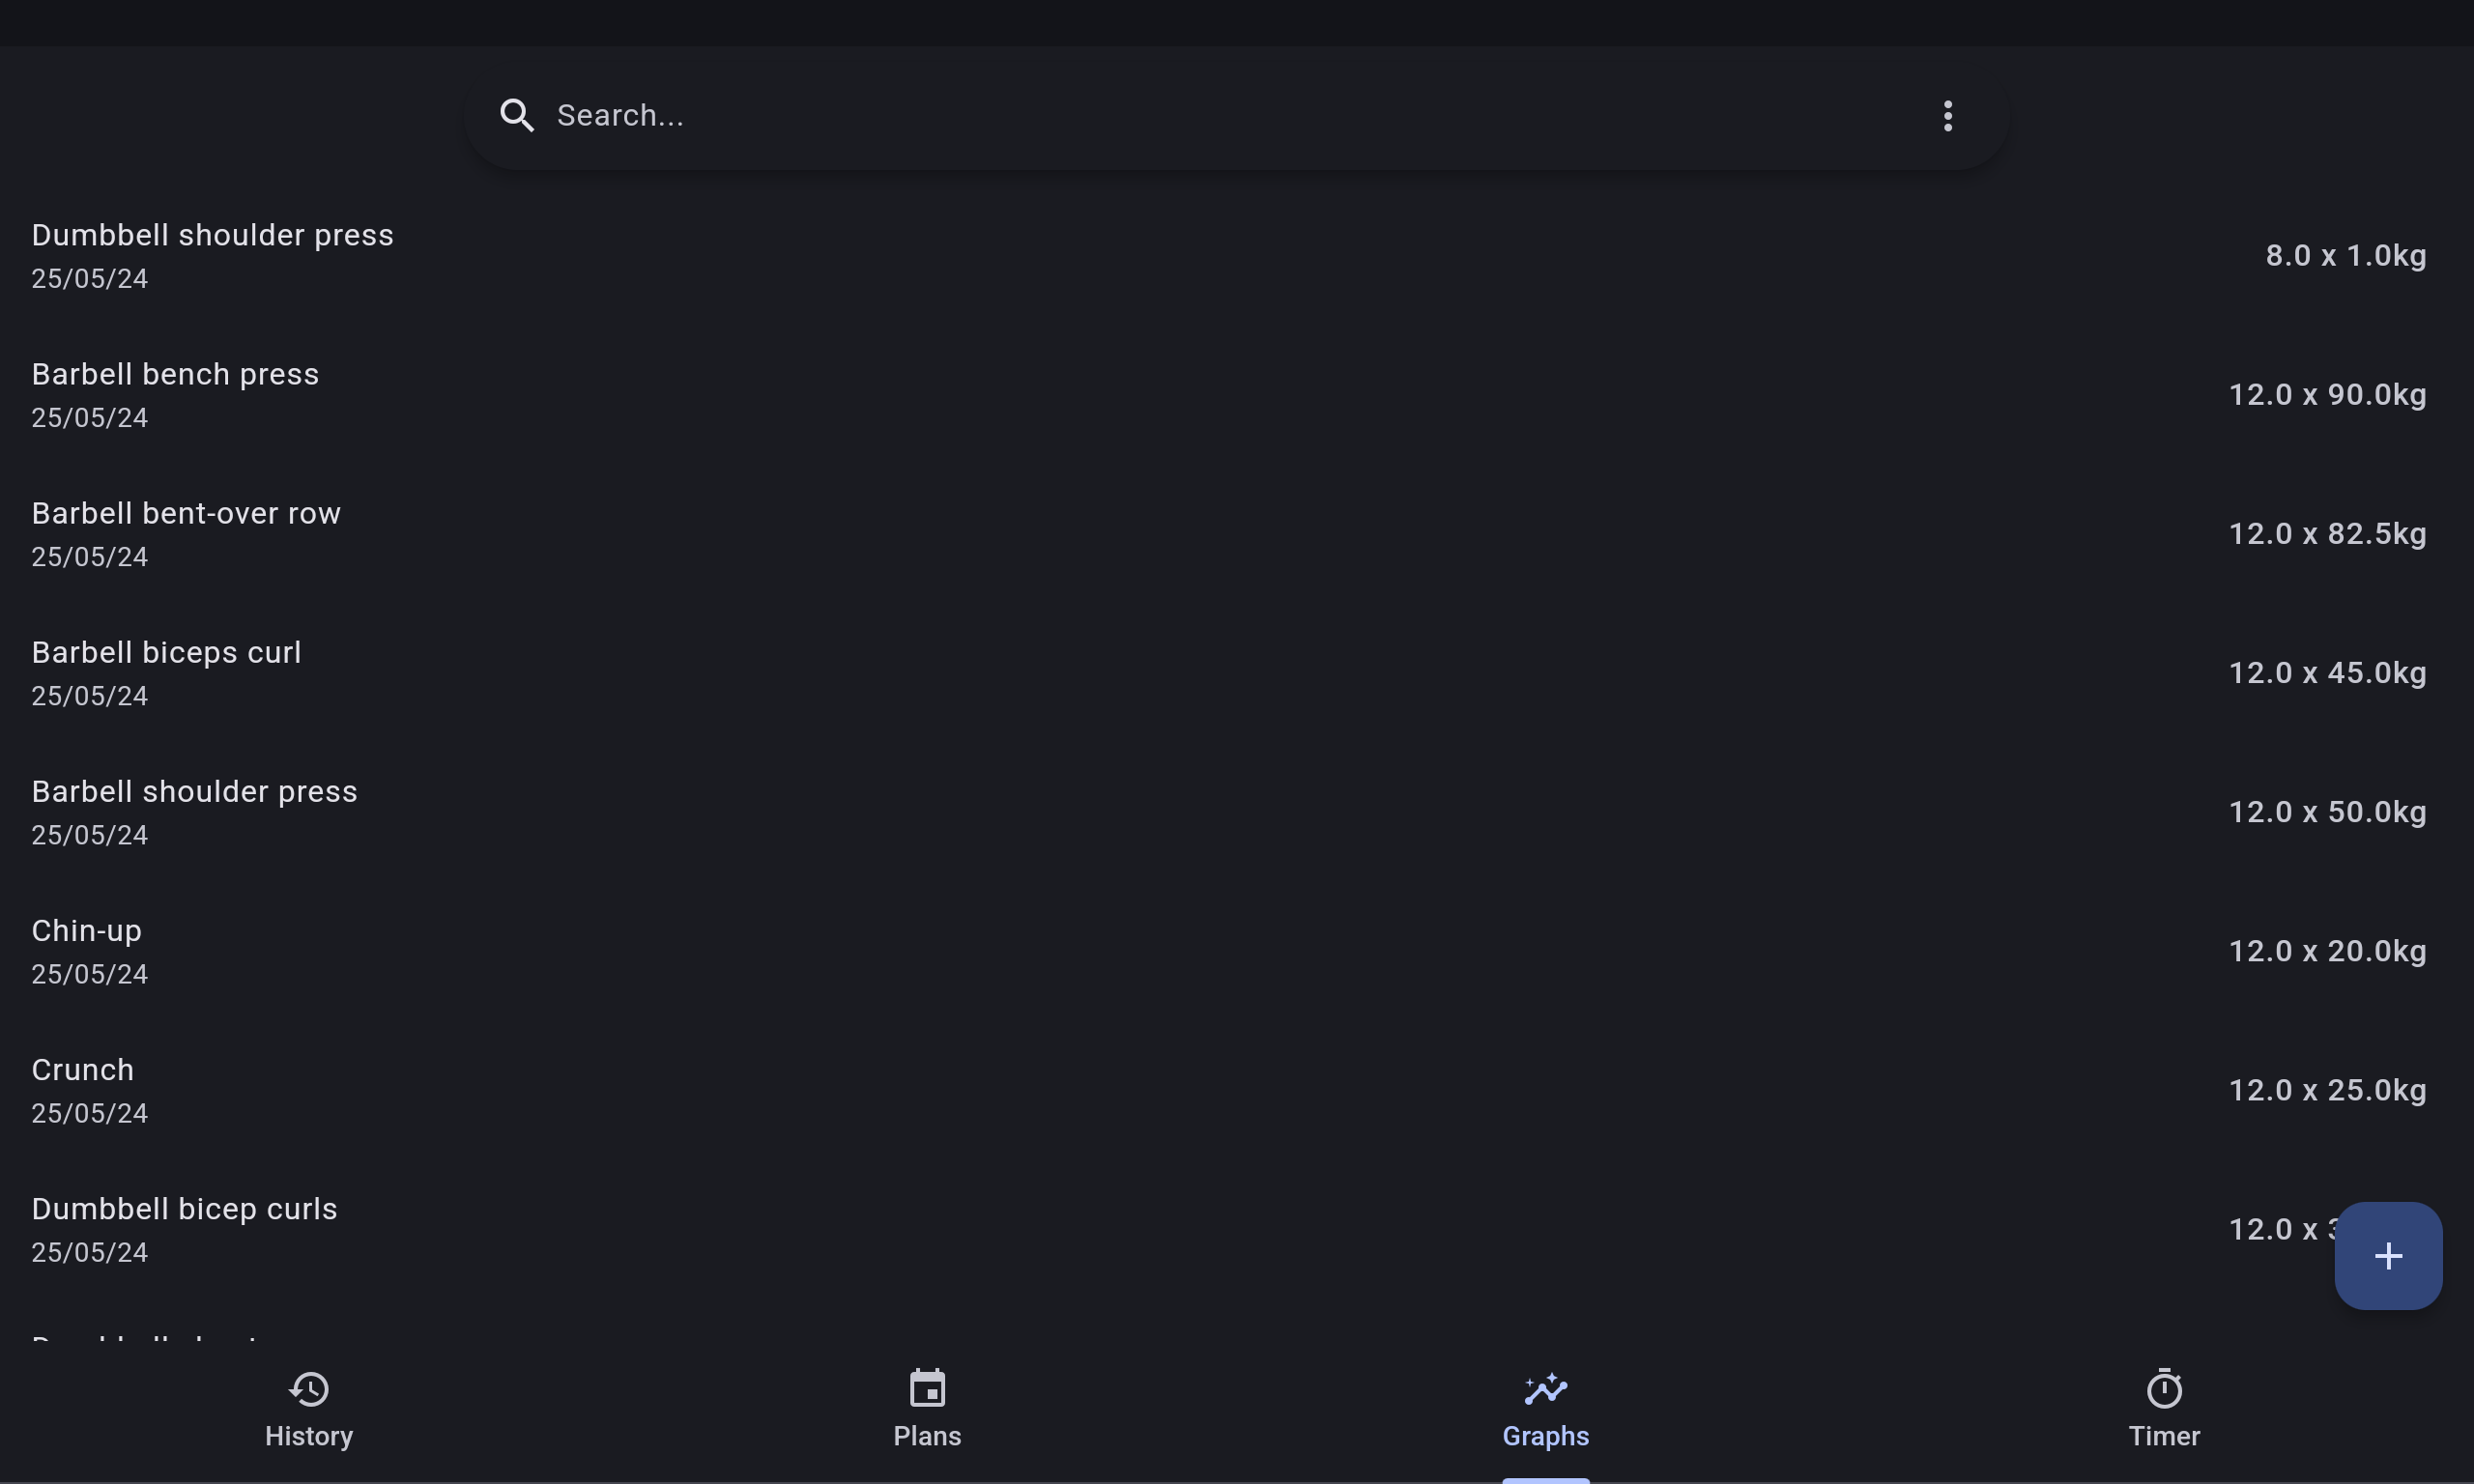 Search...
Dumbbell shoulder press
25/05/24
8.0 x 1.0kg
Barbell bench press
25/05/24
12.0 x 90.0kg
Barbell bent-over row
25/05/24
12.0 x 82.5kg
Barbell biceps curl
25/05/24
12.0 x 45.0kg
Barbell shoulder press
25/05/24
12.0 x 50.0kg
Chin-up
25/05/24
12.0 x 20.0kg
Crunch
25/05/24
12.0 x 25.0kg
Dumbbell bicep curls
25/05/24
12.0 x
History
Plans
Graphs
Timer